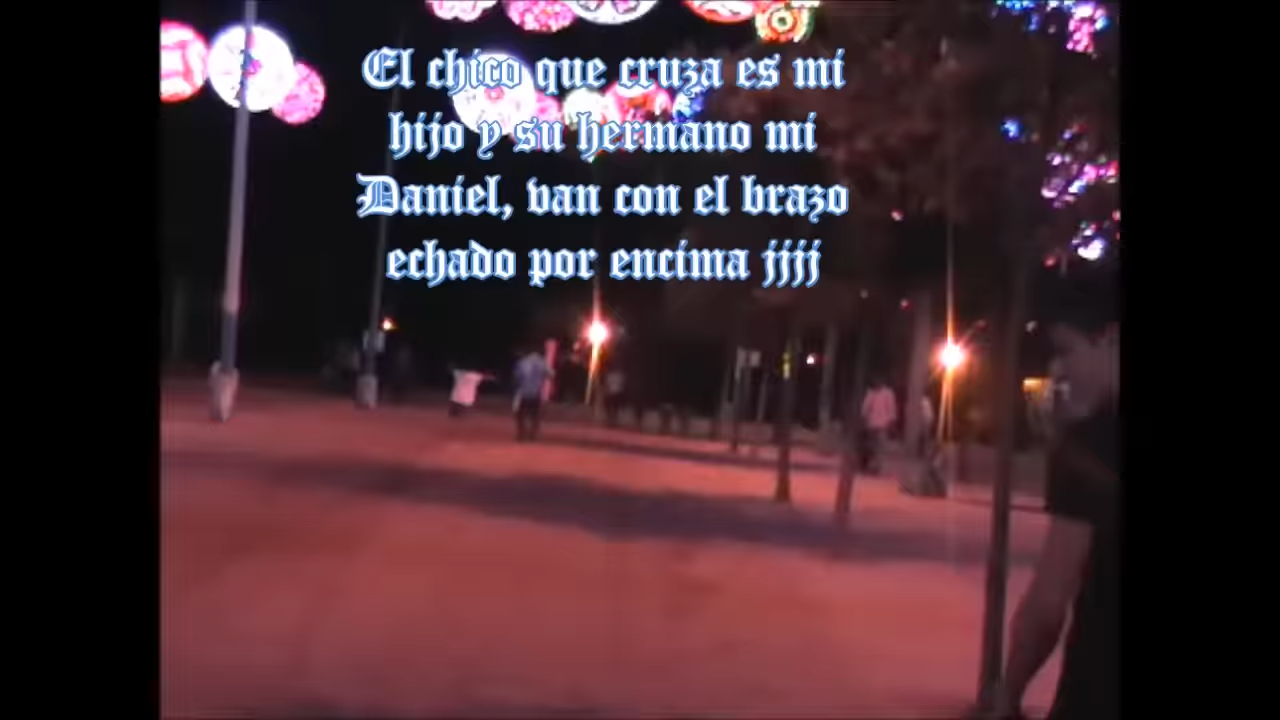 El chico que cruza es mi
hijo y su hermano mi
Daniel, van con el brazo
echado por encima jjjj